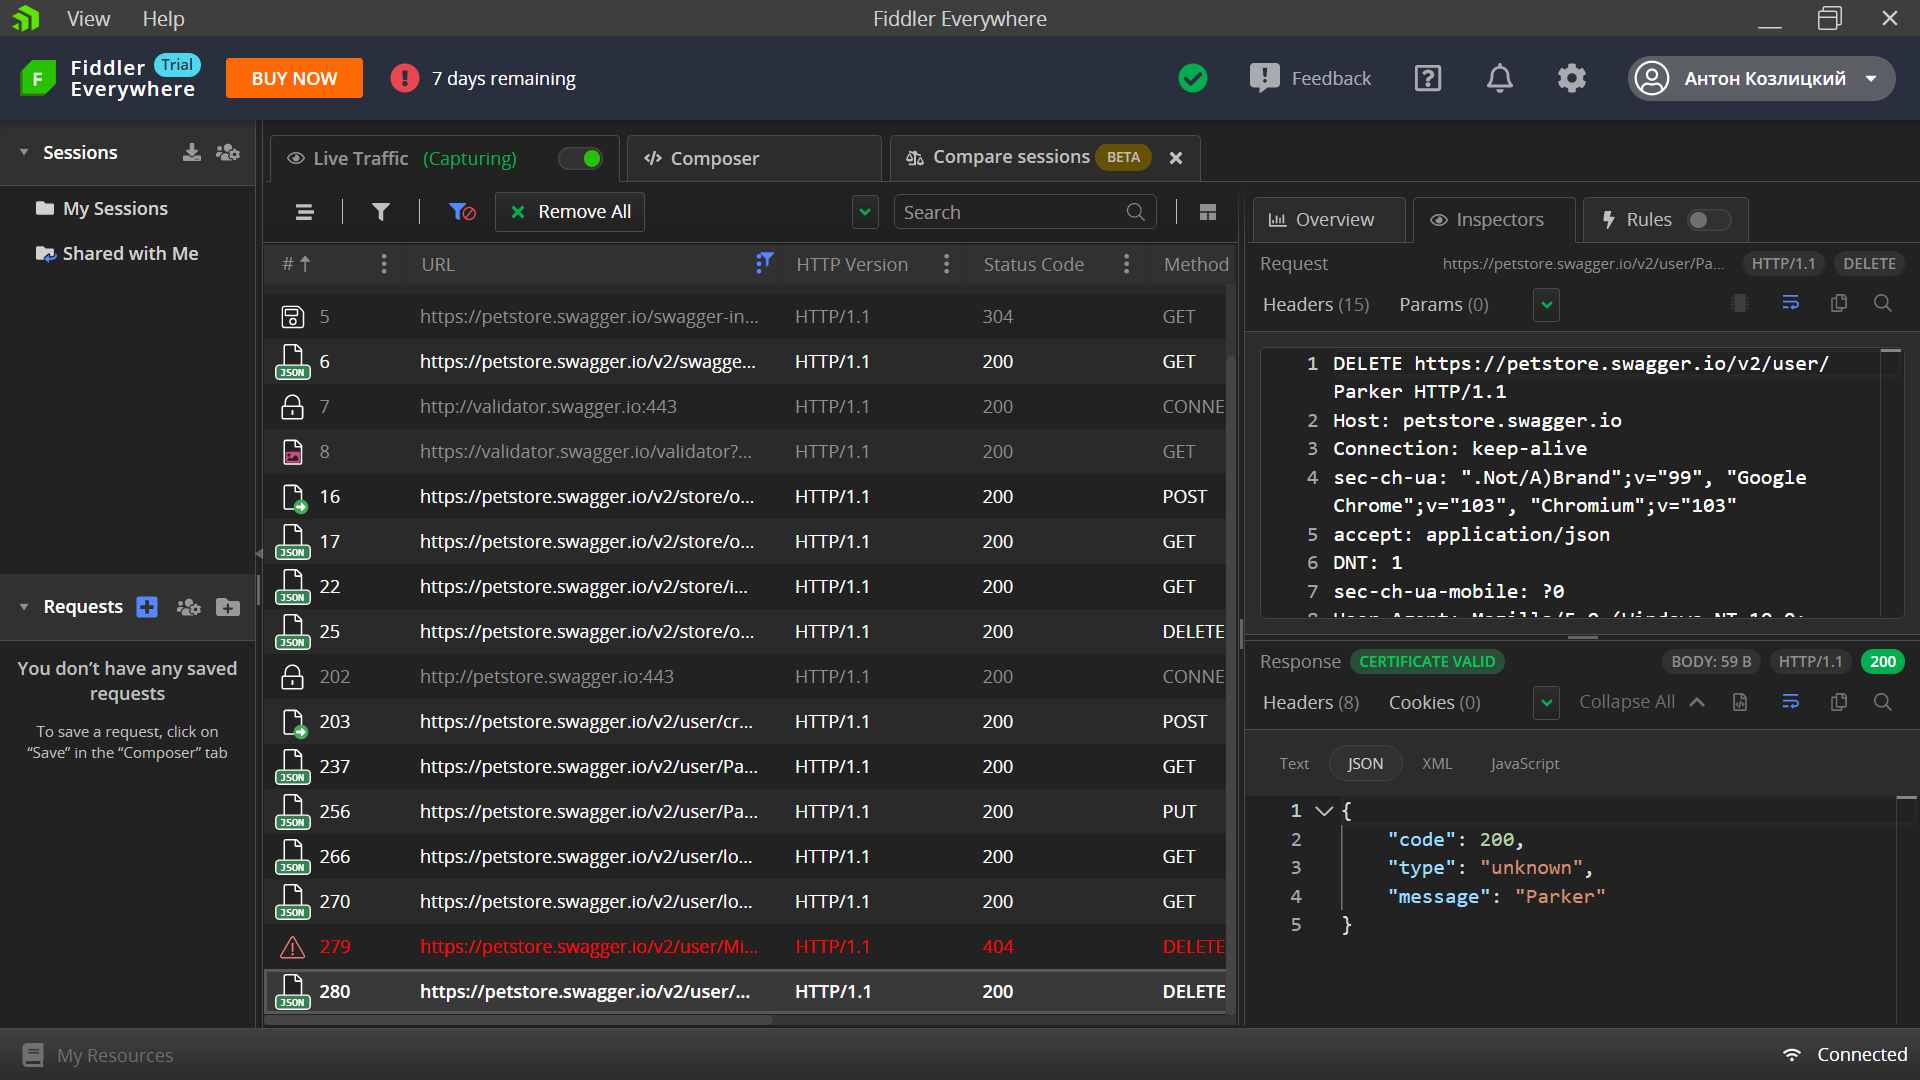 View Help
Fiddler Everywhere
Fiddler Trial
Everywhere
BUY NOW
7 days remaining
Feedback
Антон Козлицкий
Sessions
My Sessions
Shared with Me
Requests
You don’t have any saved
requests
To save a request, click on
“Save” in the “Composer” tab
Live Traffic (Capturing)
Composer
Compare sessions BETA
Remove All
Search
# URL HTTP Version Status Code Method
5 https://petstore.swagger.io/swagger-in... HTTP/1.1 304 GET
JSON 6 https://petstore.swagger.io/v2/swagge... HTTP/1.1 200 GET
7 http://validator.swagger.io:443 HTTP/1.1 200 CONNE
8 https://validator.swagger.io/validator?... HTTP/1.1 200 GET
16 https://petstore.swagger.io/v2/store/o... HTTP/1.1 200 POST
JSON 17 https://petstore.swagger.io/v2/store/o... HTTP/1.1 200 GET
JSON 22 https://petstore.swagger.io/v2/store/i... HTTP/1.1 200 GET
JSON 25 https://petstore.swagger.io/v2/store/o... HTTP/1.1 200 DELETE
202 http://petstore.swagger.io:443 HTTP/1.1 200 CONNE
203 https://petstore.swagger.io/v2/user/cr... HTTP/1.1 200 POST
JSON 237 https://petstore.swagger.io/v2/user/Pa... HTTP/1.1 200 GET
JSON 256 https://petstore.swagger.io/v2/user/Pa... HTTP/1.1 200 PUT
JSON 266 https://petstore.swagger.io/v2/user/lo... HTTP/1.1 200 GET
JSON 270 https://petstore.swagger.io/v2/user/lo... HTTP/1.1 200 GET
279 https://petstore.swagger.io/v2/user/Mi... HTTP/1.1 404 DELETE
JSON 280 https://petstore.swagger.io/v2/user/... HTTP/1.1 200 DELETE
Overview Inspectors Rules
Request https://petstore.swagger.io/v2/user/Pa... HTTP/1.1 DELETE
Headers (15) Params (0)
1 DELETE https://petstore.swagger.io/v2/user/
Parker HTTP/1.1
2 Host: petstore.swagger.io
3 Connection: keep-alive
4 sec-ch-ua: ".Not/A)Brand";v="99", "Google
Chrome";v="103", "Chromium";v="103"
5 accept: application/json
6 DNT: 1
7 sec-ch-ua-mobile: ?0
Response CERTIFICATE VALID BODY: 59 B HTTP/1.1 200
Headers (8) Cookies (0) Collapse All
Text JSON XML JavaScript
1 {
2 "code": 200,
3 "type": "unknown",
4 "message": "Parker"
5 }
My Resources
Connected